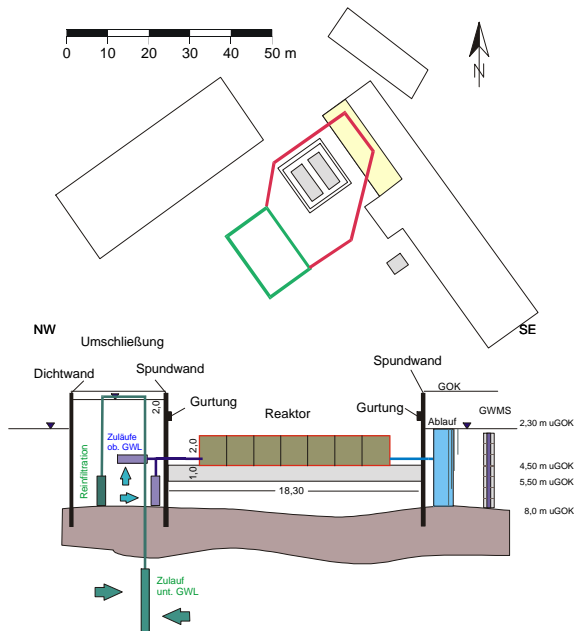 0 10 20 30 40 50 m
N
NW
SE
Umschließung
Spundwand
Dichtwand
Spundwand
GOK
2,0
Gurtung
Reaktor
Gurtung
Ablauf
GWMS
2,30 m uGOK
Zuläufe
ob. GWL
2,0
Reinfiltration
4,50 m uGOK
1,0
5,50 m uGOK
18,30
8,0 m uGOK
Zulauf
unt. GWL